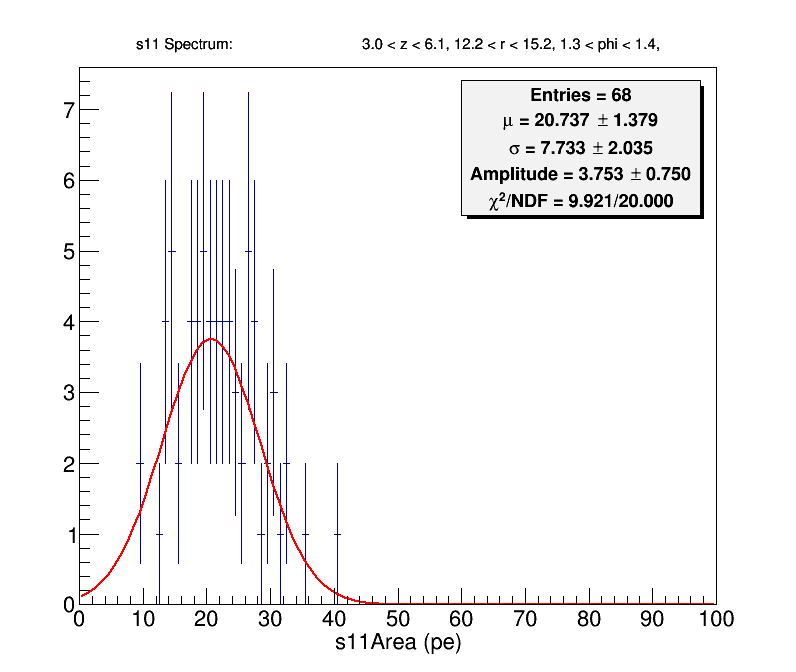 s11 Spectrum: 3.0 < z < 6.1, 12.2 < r < 15.2, 1.3 < phi < 1.4,
Entries = 68
μ = 20.737 ± 1.379
σ = 7.733 ± 2.035
Amplitude = 3.753 ± 0.750
χ²/NDF = 9.921/20.000
7
6
5
4
3
2
1
0
0 10 20 30 40 50 60 70 80 90 100
s11Area (pe)